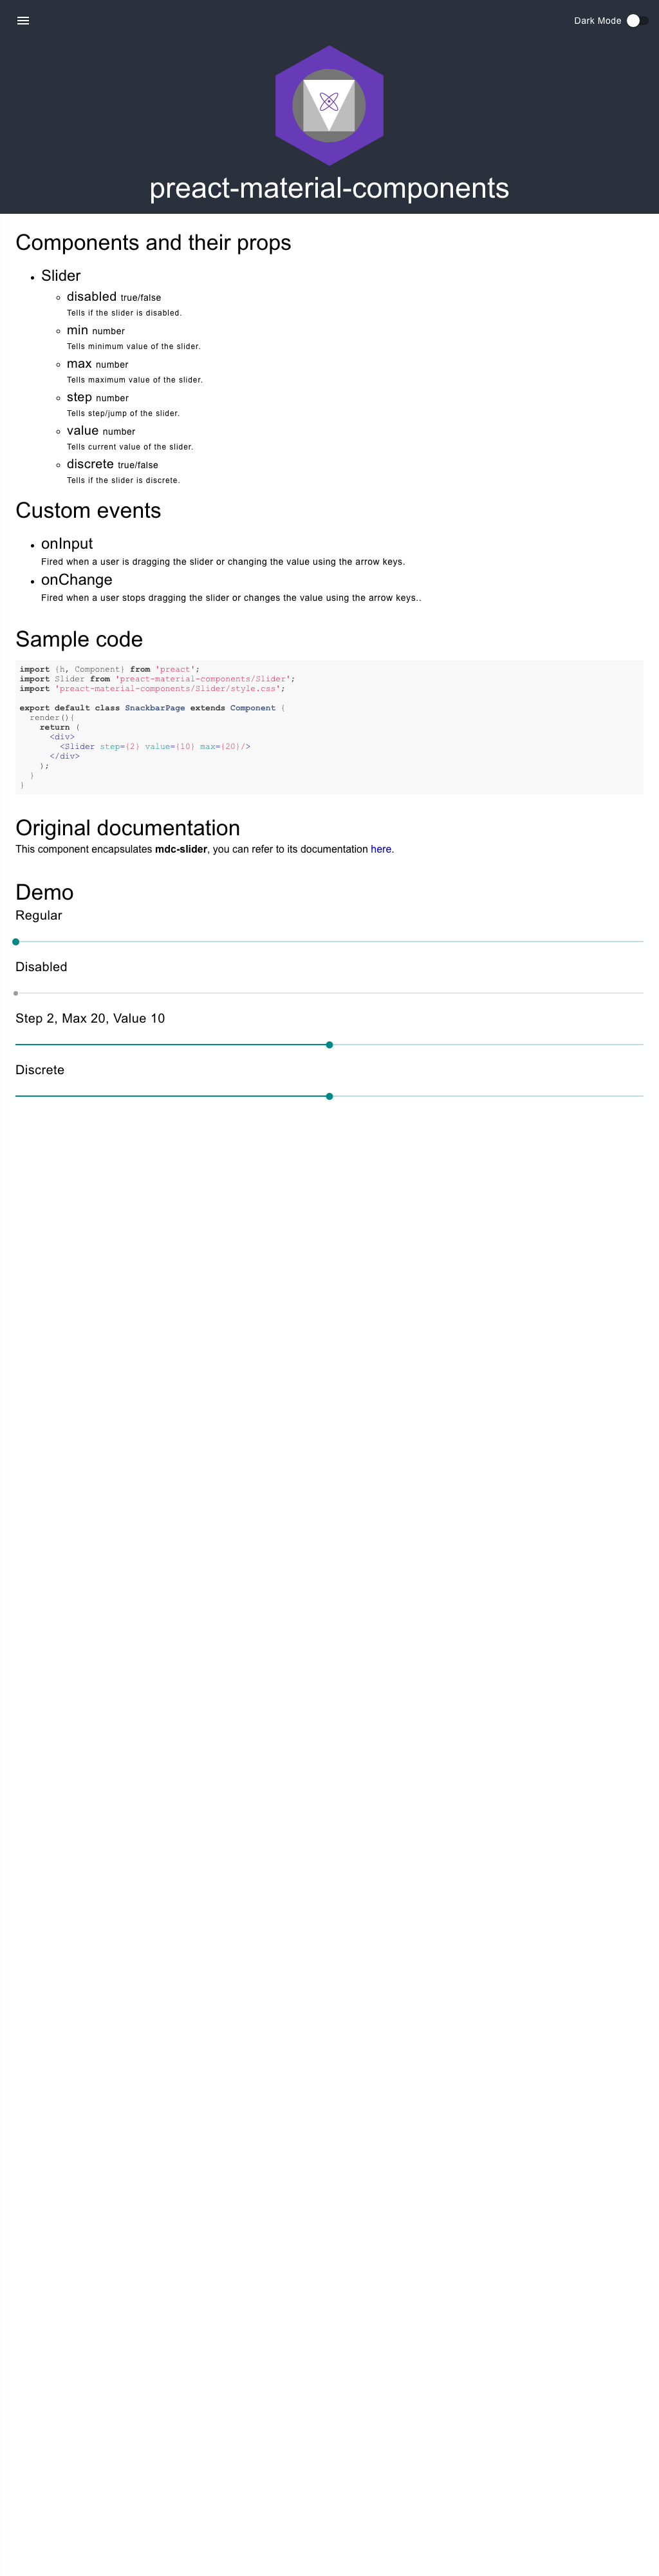 Dark Mode
preact-material-components
Components and their props
Slider
disabled true/false
Tells if the slider is disabled.
min number
Tells minimum value of the slider.
max number
Tells maximum value of the slider.
step number
Tells step/jump of the slider.
value number
Tells current value of the slider.
discrete true/false
Tells if the slider is discrete.
Custom events
onInput
Fired when a user is dragging the slider or changing the value using the arrow keys.
onChange
Fired when a user stops dragging the slider or changes the value using the arrow keys..
Sample code
import {h, Component} from 'preact';
import Slider from 'preact-material-components/Slider';
import 'preact-material-components/Slider/style.css';
export default class SnackbarPage extends Component {
render(){
return (
<div>
<Slider step={2} value={10} max={20}/>
</div>
);
}
}
Original documentation
This component encapsulates mdc-slider, you can refer to its documentation here.
Demo
Regular
Disabled
Step 2, Max 20, Value 10
Discrete